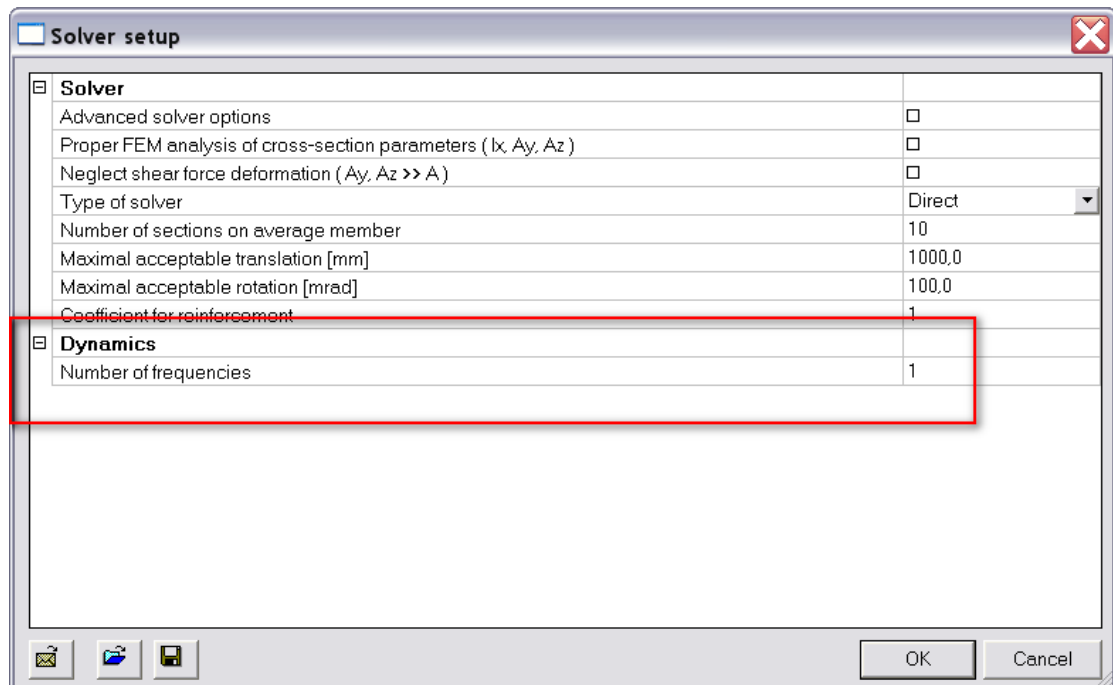 Solver setup
Solver
Advanced solver options
Proper FEM analysis of cross-section parameters ( Ix, Ay, Az )
Neglect shear force deformation ( Ay, Az >> A )
Type of solver Direct
Number of sections on average member 10
Maximal acceptable translation [mm] 1000,0
Maximal acceptable rotation [mrad] 100,0
Coefficient for reinforcement 1
Dynamics
Number of frequencies 1
OK Cancel